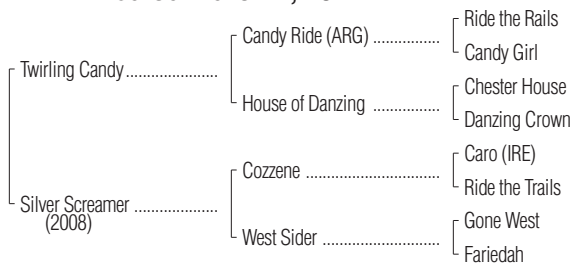 Ride the Rails
Candy Ride (ARG) ................
Candy Girl
Twirling Candy ......................
Chester House
House of Danzing ................
Danzing Crown
Caro (IRE)
Cozzene ................................
Ride the Trails
Silver Screamer ....................
(2008)
Gone West
West Sider ............................
Fariedah